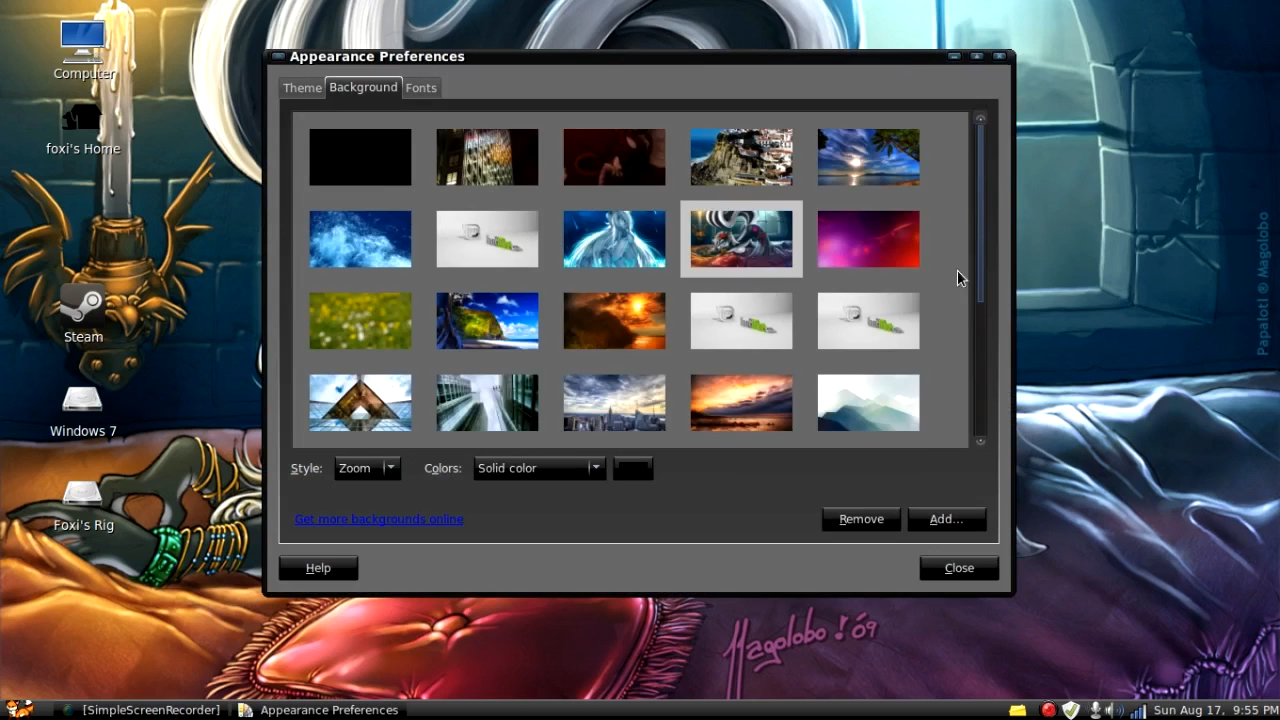 Appearance Preferences
Theme
Background
Fonts
Computer
foxi's Home
Steam
Windows 7
Foxi's Rig
Style:
Zoom
Colors:
Solid color
Get more backgrounds online
Remove
Add...
Help
Close
Papalotl ® Magolobo
Magolobo ! 09
[SimpleScreenRecorder]
Appearance Preferences
Sun Aug 17, 9:55 PM